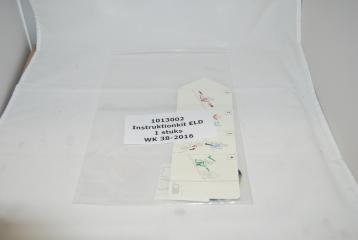 1013002
Instruktionkit ELD
1 stuks
WK 38-2016